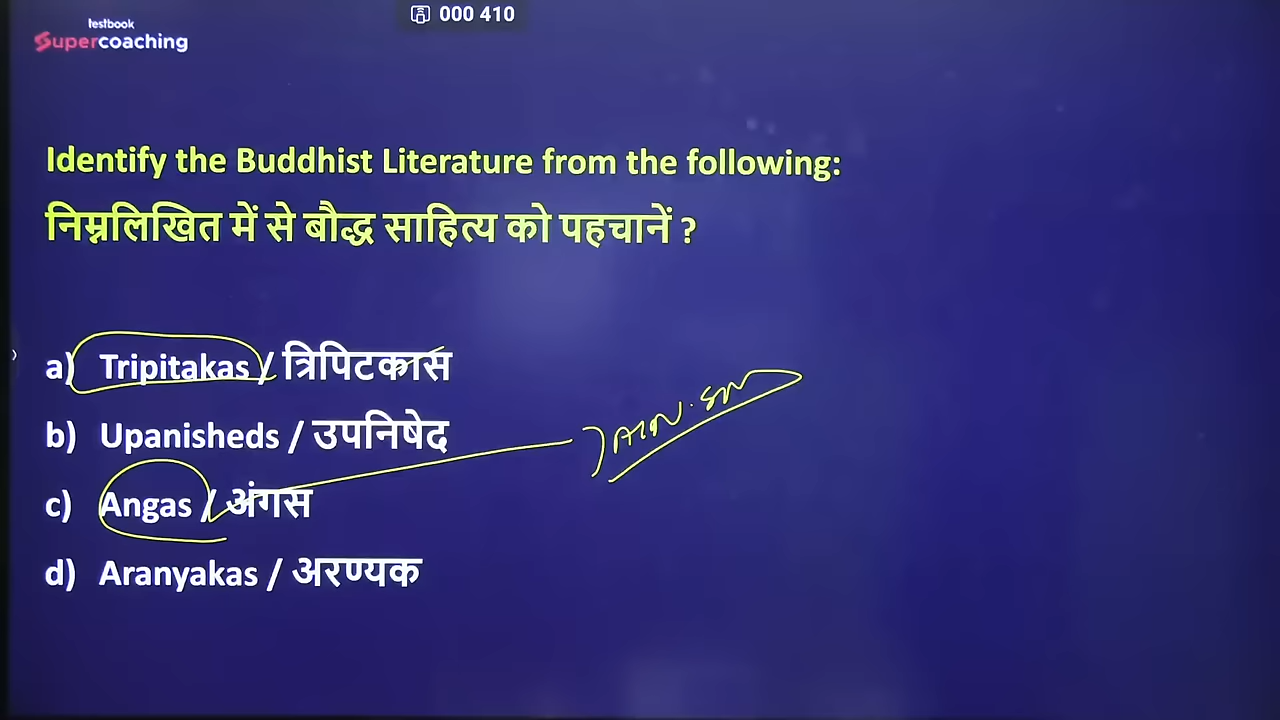 000 410
testbook
Supercoaching
Identify the Buddhist Literature from the following:
निम्नलिखित में से बौद्ध साहित्य को पहचानें ?
a) Tripitakas / त्रिपिटकास
b) Upanisheds / उपनिषेद
c) Angas / अंगस
d) Aranyakas / अरण्यक